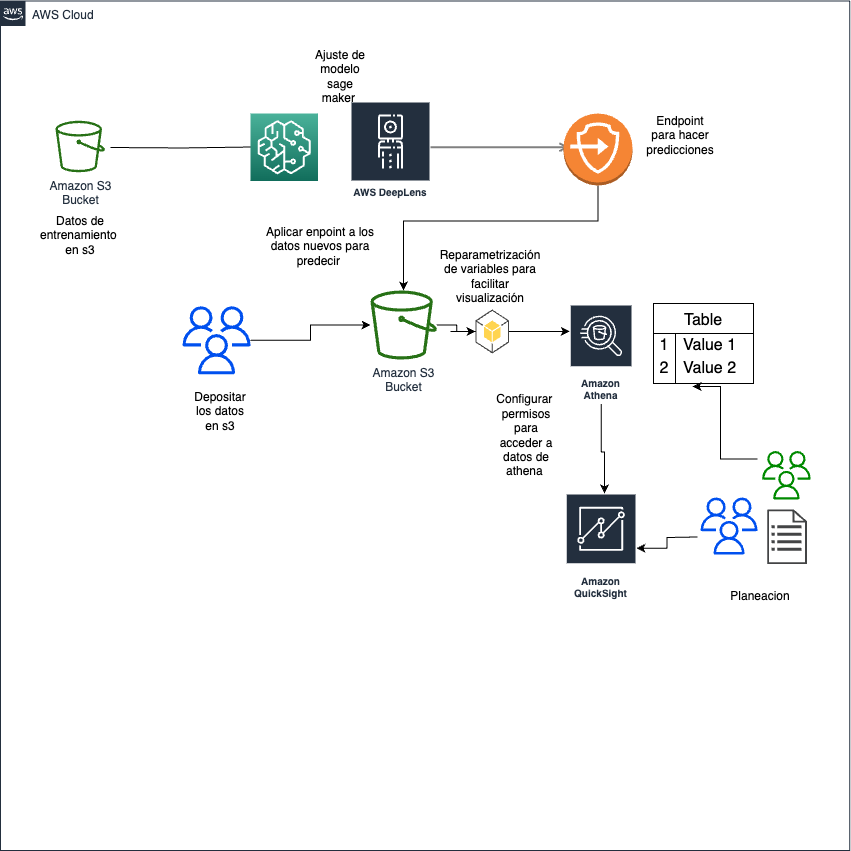 aws
AWS Cloud
Ajuste de
modelo
sage
maker
Amazon S3
Bucket
Datos de
entrenamiento
en s3
AWS DeepLens
Endpoint
para hacer
predicciones
Aplicar enpoint a los
datos nuevos para
predecir
Reparametrización
de variables para
facilitar
visualización
Depositar
los datos
en s3
Amazon S3
Bucket
Amazon
Athena
Table
1 Value 1
2 Value 2
Configurar
permisos
para
acceder a
datos de
athena
Amazon
QuickSight
Planeacion